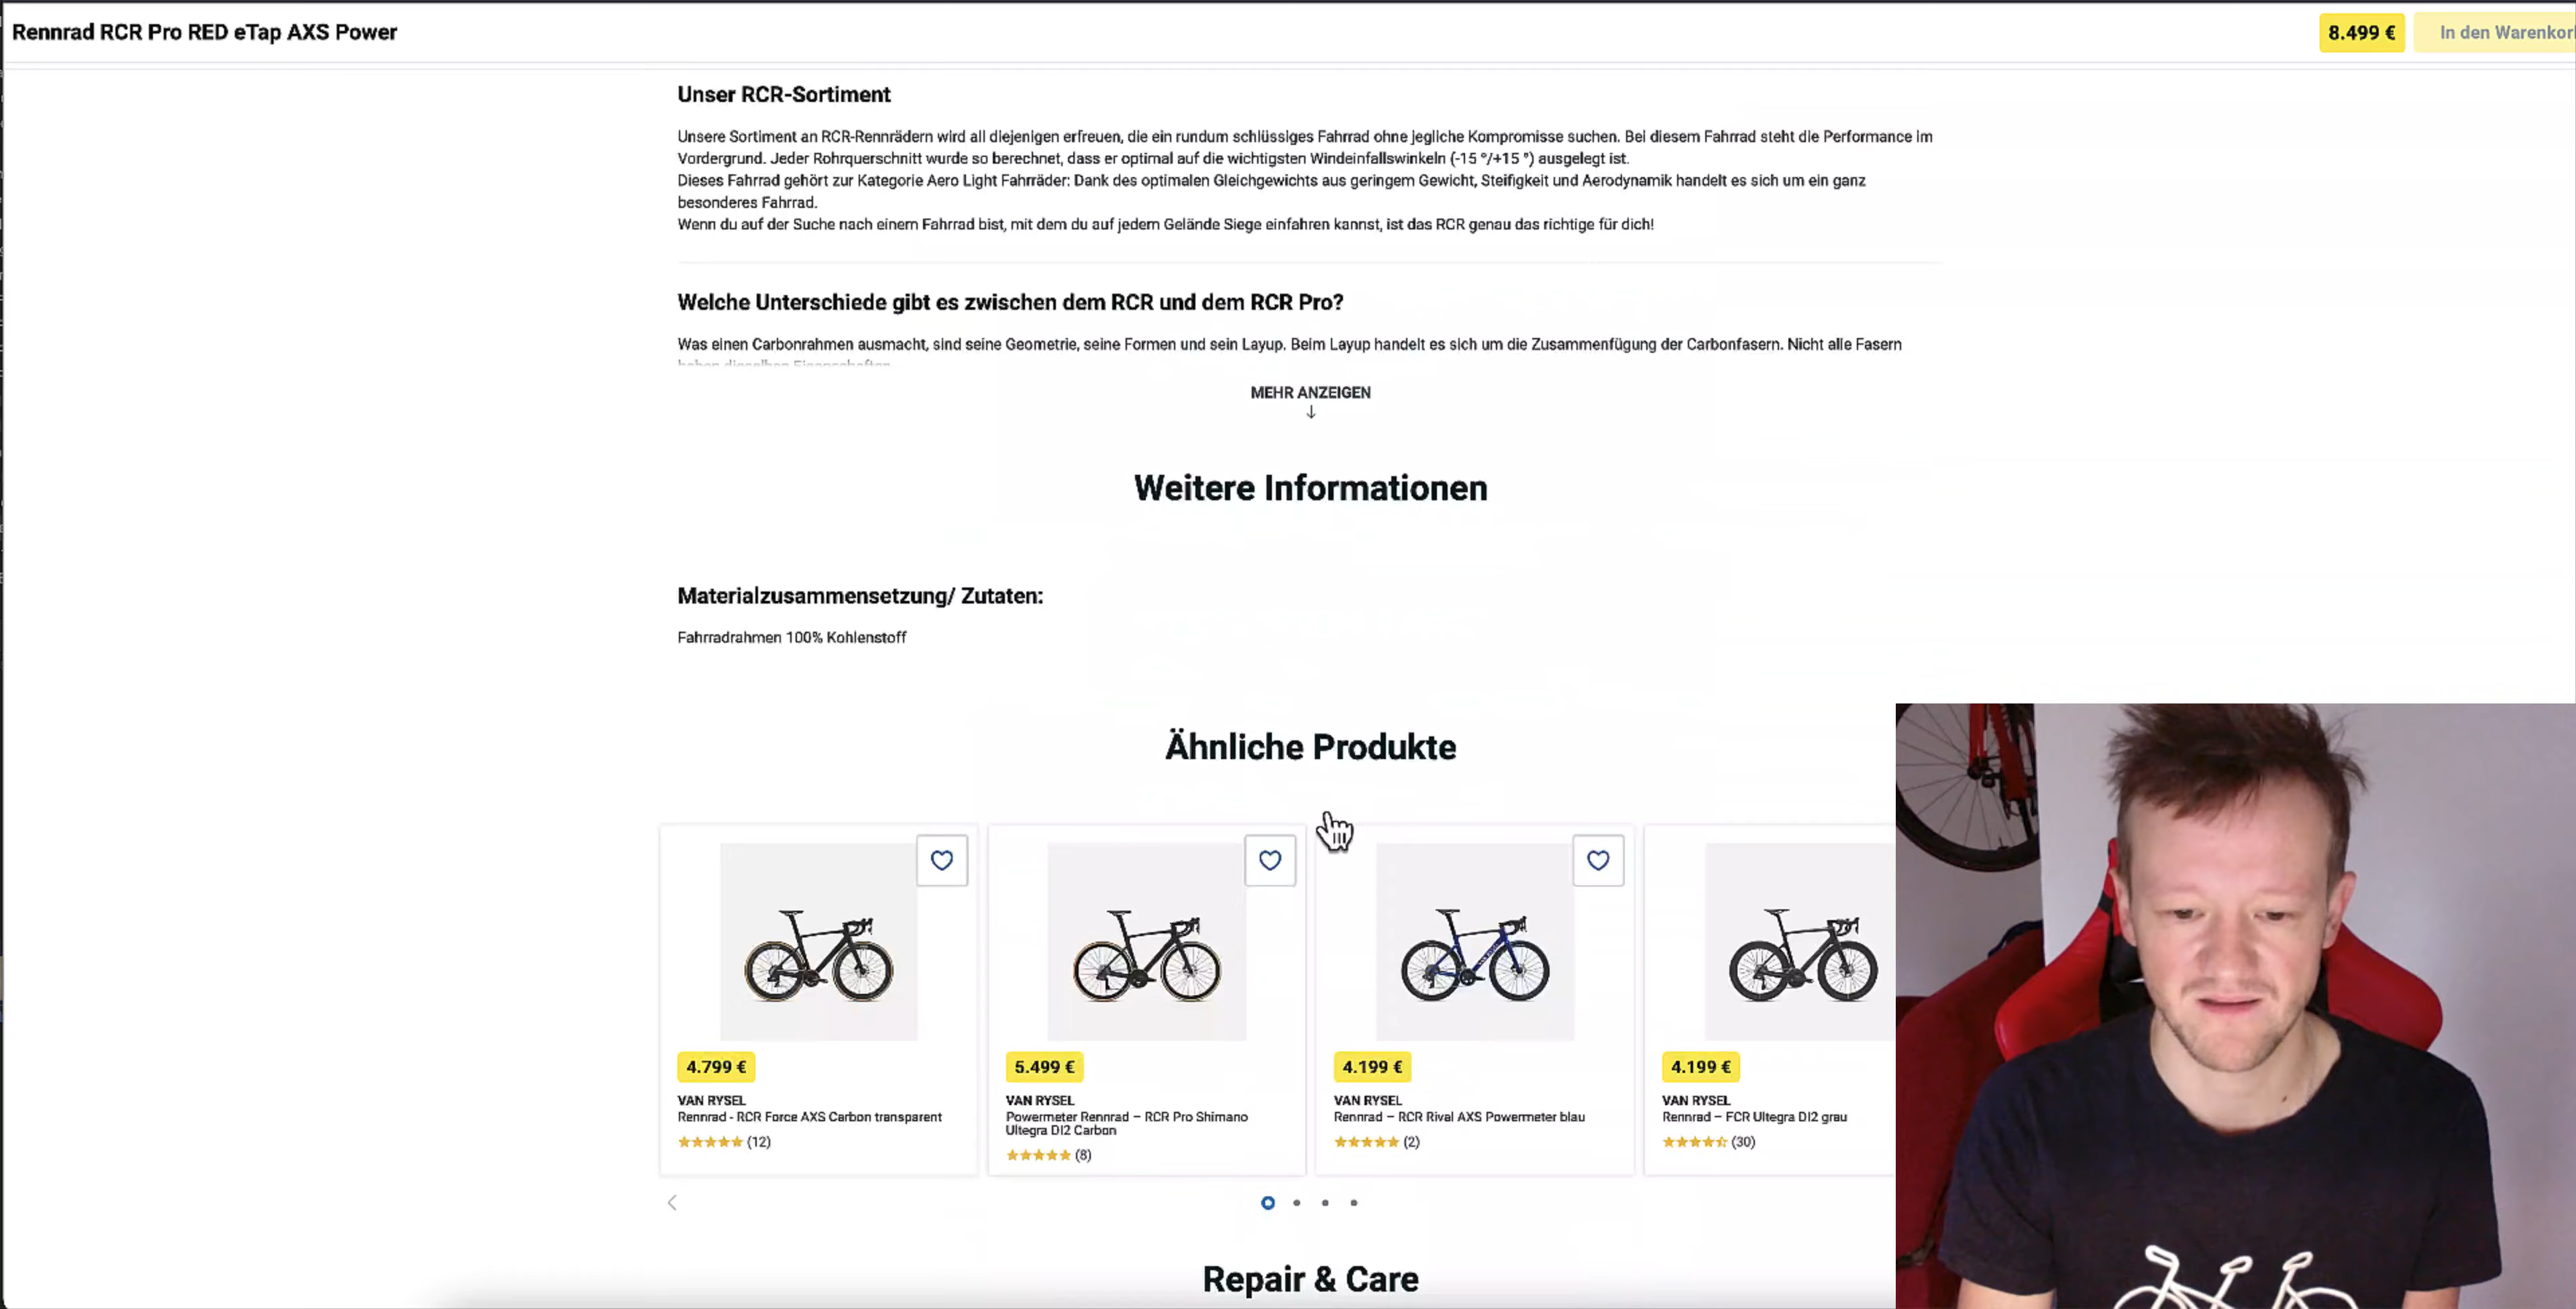 Rennrad RCR Pro RED eTap AXS Power
8.499 €
In den Warenkor
Unser RCR-Sortiment
Unsere Sortiment an RCR-Rennrädern wird all diejenigen erfreuen, die ein rundum schlüssiges Fahrrad ohne jegliche Kompromisse suchen. Bei diesem Fahrrad steht die Performance im
Vordergrund. Jeder Rohrquerschnitt wurde so berechnet, dass er optimal auf die wichtigsten Windeinfallswinkeln (-15 °/+15 °) ausgelegt ist.
Dieses Fahrrad gehört zur Kategorie Aero Light Fahrräder: Dank des optimalen Gleichgewichts aus geringem Gewicht, Steifigkeit und Aerodynamik handelt es sich um ein ganz
besonderes Fahrrad.
Wenn du auf der Suche nach einem Fahrrad bist, mit dem du auf jedem Gelände Siege einfahren kannst, ist das RCR genau das richtige für dich!
Welche Unterschiede gibt es zwischen dem RCR und dem RCR Pro?
Was einen Carbonrahmen ausmacht, sind seine Geometrie, seine Formen und sein Layup. Beim Layup handelt es sich um die Zusammenfügung der Carbonfasern. Nicht alle Fasern
haben dieselben Eigenschaften
MEHR ANZEIGEN
Weitere Informationen
Materialzusammensetzung/ Zutaten:
Fahrradrahmen 100% Kohlenstoff
Ähnliche Produkte
4.799 €
VAN RYSEL
Rennrad - RCR Force AXS Carbon transparent
(12)
5.499 €
VAN RYSEL
Powermeter Rennrad – RCR Pro Shimano
Ultegra DI2 Carbon
(8)
4.199 €
VAN RYSEL
Rennrad – RCR Rival AXS Powermeter blau
(2)
4.199 €
VAN RYSEL
Rennrad – FCR Ultegra DI2 grau
(30)
Repair & Care